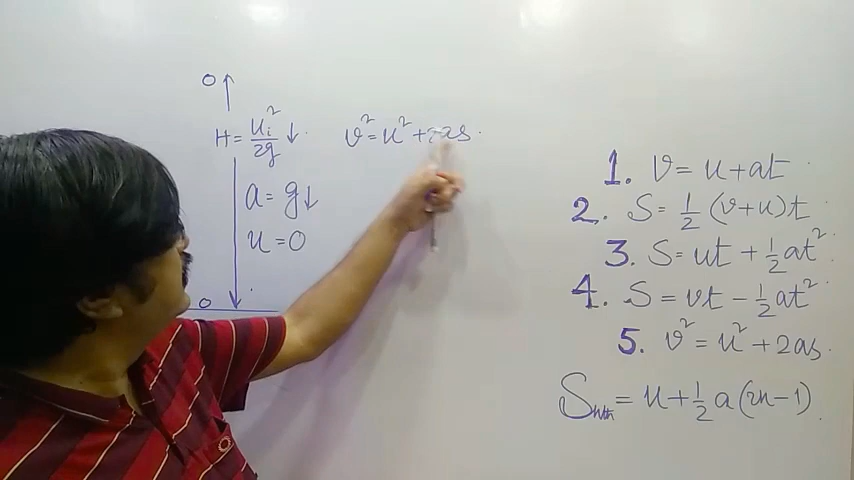 0
H = uᵢ²/2g ↓
v² = u² + 2as
a = g↓
u = 0
0
1. v = u + at
2. S = 1/2 (v+u)t
3. S = ut + 1/2 at²
4. S = vt − 1/2 at²
5. v² = u² + 2as
Snth = u + 1/2 a(2n−1)